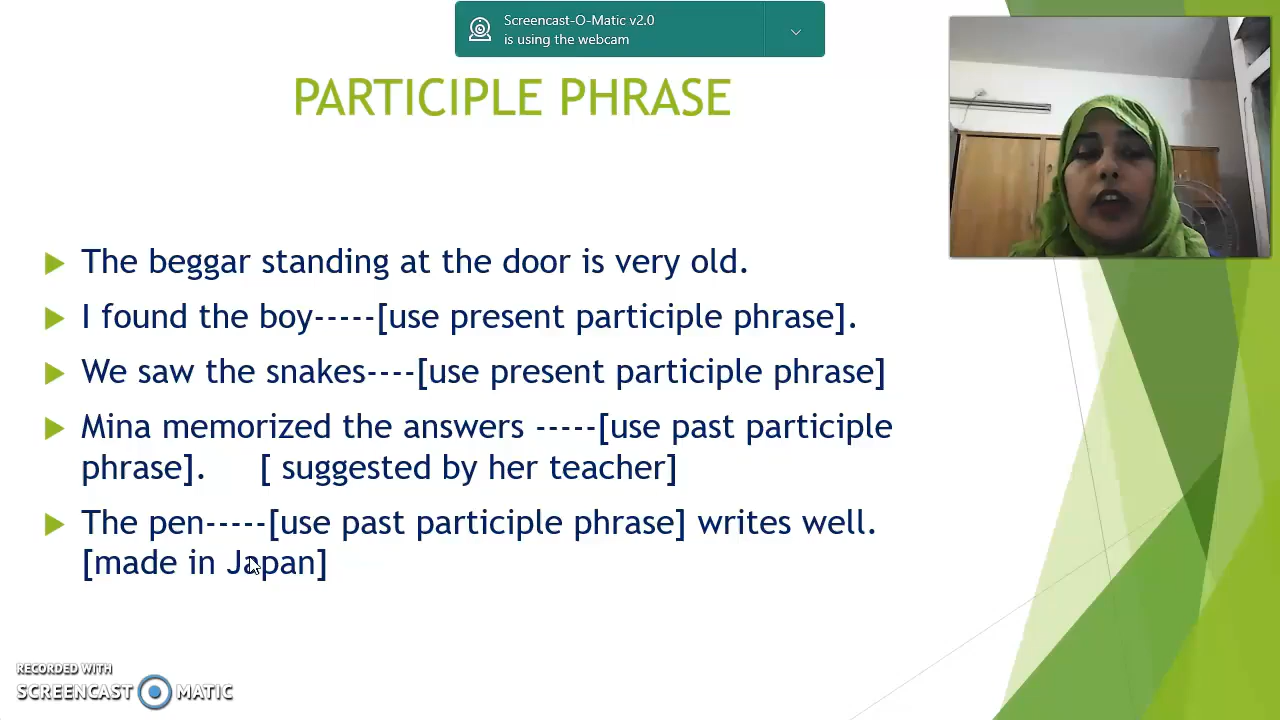 Screencast-O-Matic v2.0
is using the webcam
PARTICIPLE PHRASE
The beggar standing at the door is very old.
I found the boy-----[use present participle phrase].
We saw the snakes----[use present participle phrase]
Mina memorized the answers -----[use past participle
phrase]. [ suggested by her teacher]
The pen-----[use past participle phrase] writes well.
[made in Japan]
RECORDED WITH
SCREENCAST MATIC